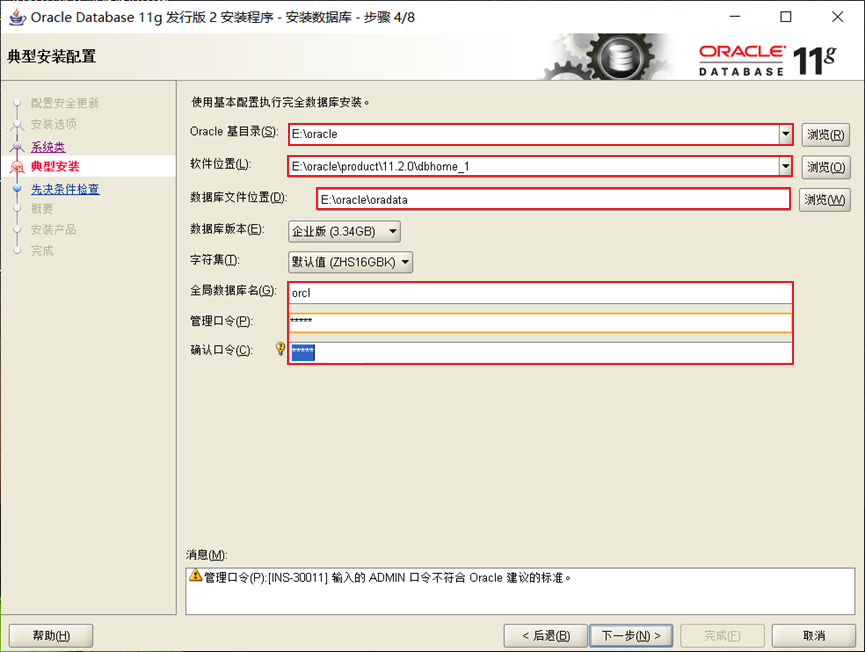 Oracle Database 11g 发行版 2 安装程序 - 安装数据库 - 步骤 4/8
典型安装配置
ORACLE
DATABASE 11g
配置安全更新
安装选项
系统类
典型安装
先决条件检查
概要
安装产品
完成
使用基本配置执行完全数据库安装。
Oracle 基目录(S): E:\oracle 浏览(R)
软件位置(L): E:\oracle\product\11.2.0\dbhome_1 浏览(O)
数据库文件位置(D): E:\oracle\oradata 浏览(W)
数据库版本(E): 企业版 (3.34GB)
字符集(T): 默认值 (ZHS16GBK)
全局数据库名(G): orcl
管理口令(P): *****
确认口令(C): *****
消息(M):
管理口令(P):[INS-30011] 输入的 ADMIN 口令不符合 Oracle 建议的标准。
帮助(H) < 后退(B) 下一步(N) > 完成(F) 取消